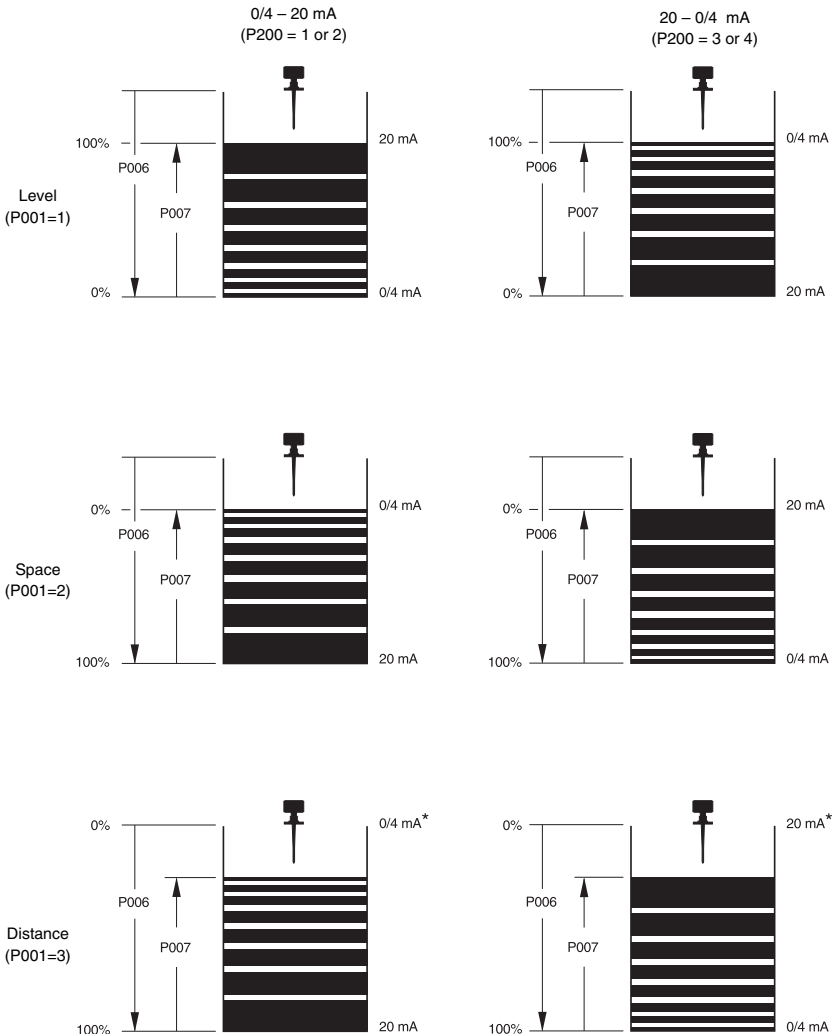 0/4 – 20 mA
(P200 = 1 or 2)
20 – 0/4 mA
(P200 = 3 or 4)
Level
(P001=1)
100%
P006
P007
0%
20 mA
0/4 mA
100%
P006
P007
0%
0/4 mA
20 mA
Space
(P001=2)
0%
P006
P007
100%
0/4 mA
20 mA
0%
P006
P007
100%
20 mA
0/4 mA
Distance
(P001=3)
0%
P006
P007
100%
0/4 mA*
20 mA
0%
P006
P007
100%
20 mA*
0/4 mA